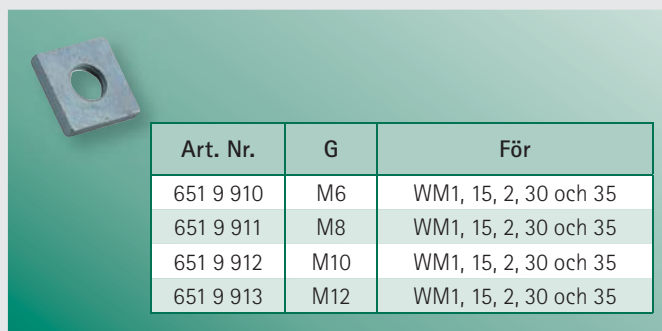 Art. Nr. G För
651 9 910 M6 WM1, 15, 2, 30 och 35
651 9 911 M8 WM1, 15, 2, 30 och 35
651 9 912 M10 WM1, 15, 2, 30 och 35
651 9 913 M12 WM1, 15, 2, 30 och 35